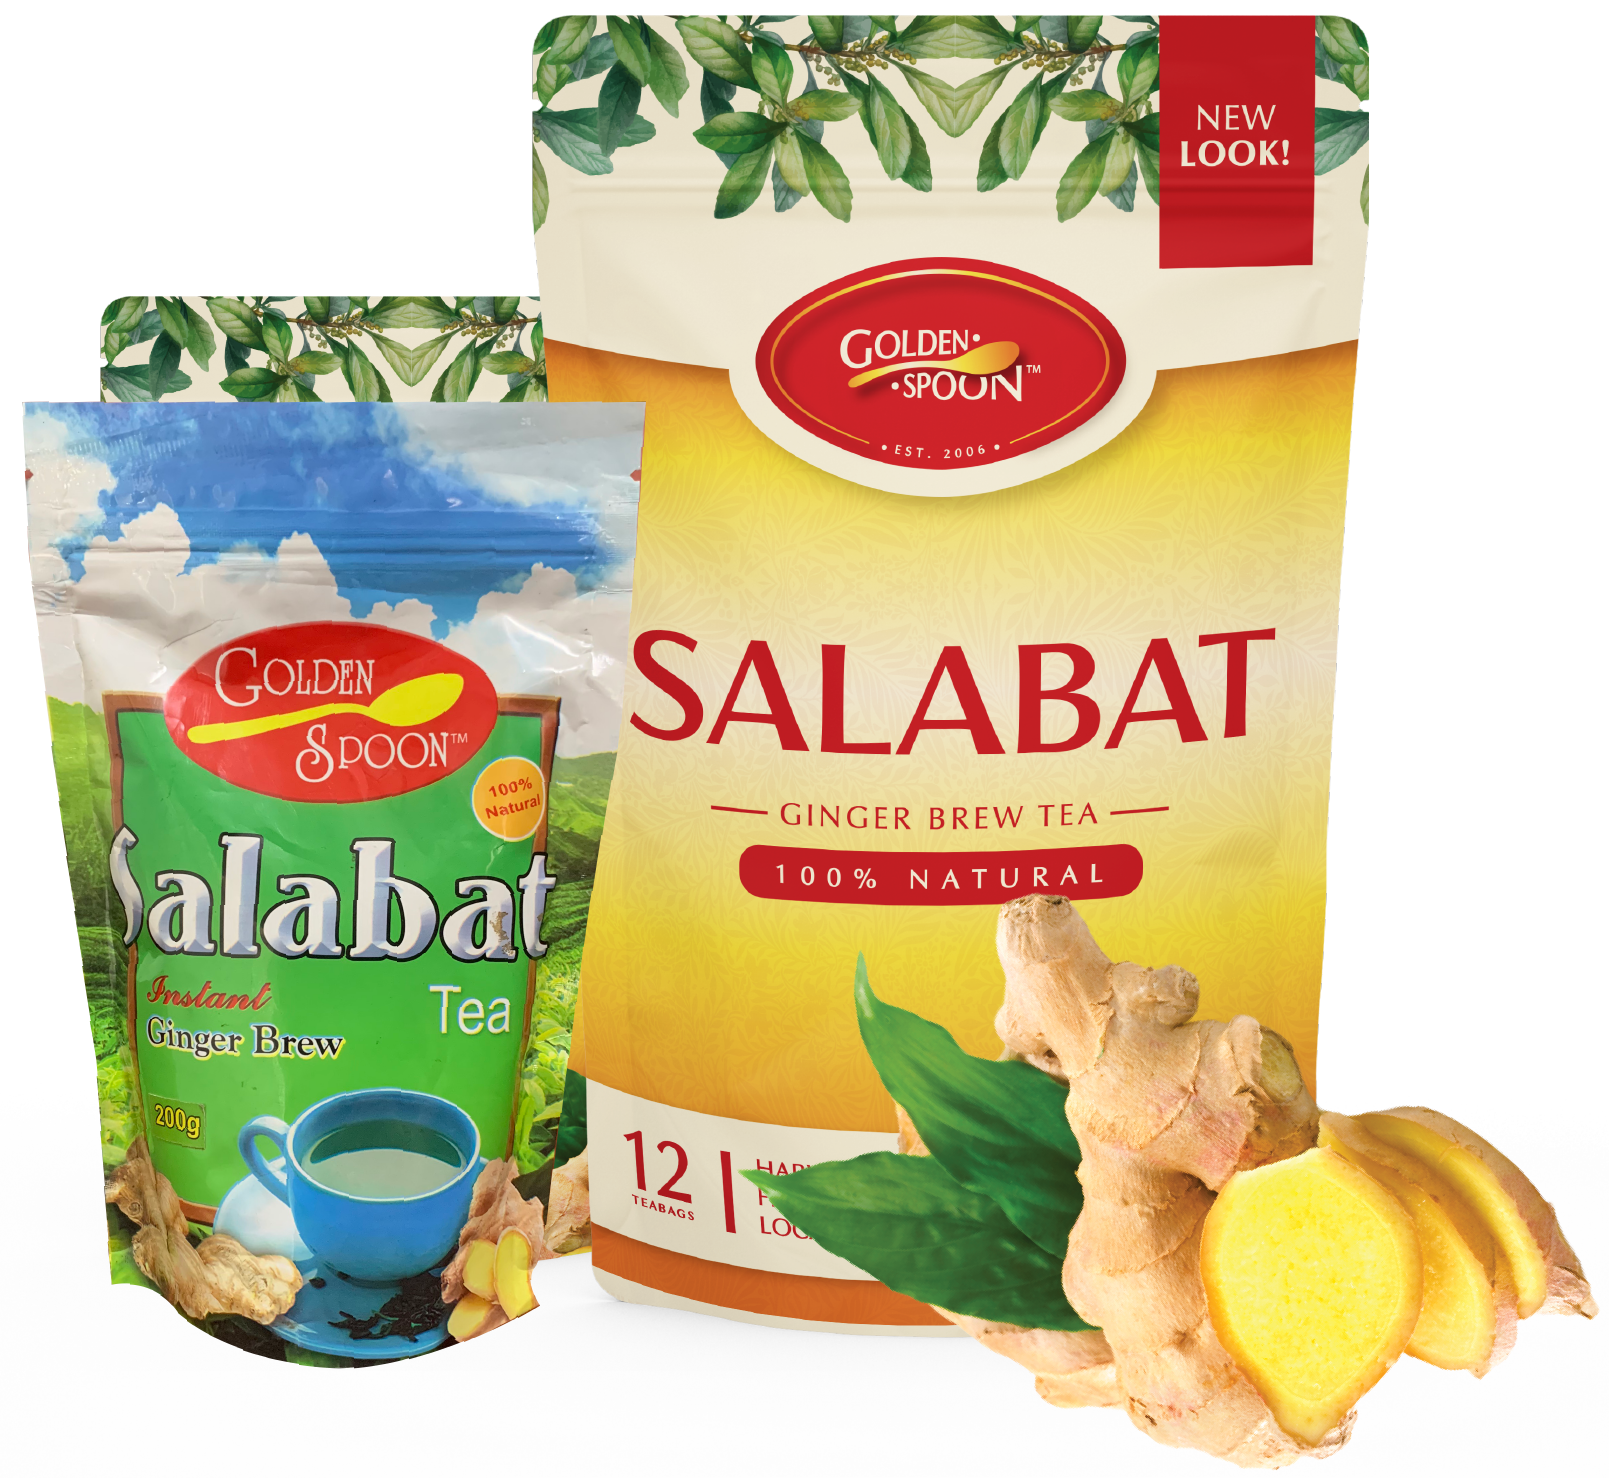 NEW
LOOK!
GOLDEN
SPOON™
• EST. 2006 •
SALABAT
GINGER BREW TEA
100% NATURAL
12
TEABAGS
GOLDEN
SPOON™
100%
Natural
Salabat
Instant
Tea
Ginger Brew
200g